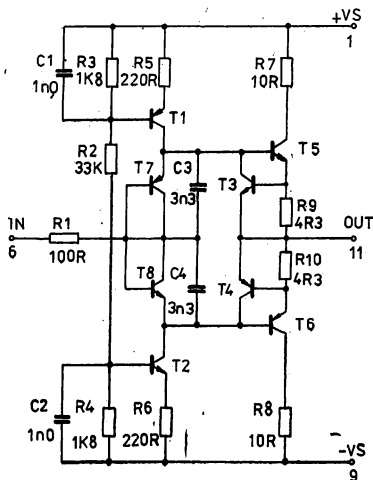 +VS
1
C1
1n0
R3
1K8
R5
220R
R7
10R
T1
R2
33K
T7
C3
3n3
T3
T5
R9
4R3
IN
6
R1
100R
OUT
11
T8
C4
3n3
T4
R10
4R3
T6
T2
C2
1n0
R4
1K8
R6
220R
R8
10R
-VS
9